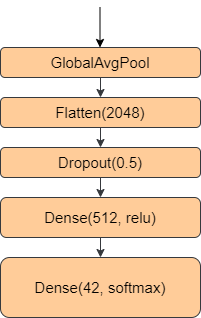 GlobalAvgPool
Flatten(2048)
Dropout(0.5)
Dense(512, relu)
Dense(42, softmax)